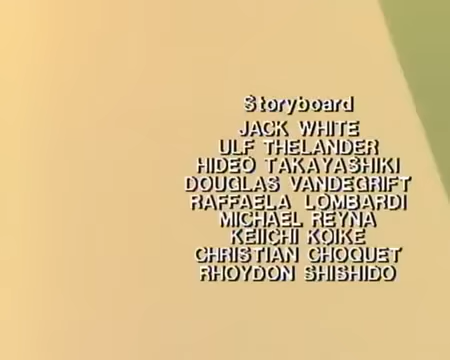 Storyboard
JACK WHITE
ULF THELANDER
HIDEO TAKAYASHIKI
DOUGLAS VANDEGRIFT
RAFFAELA LOMBARDI
MICHAEL REYNA
KEIICHI KOIKE
CHRISTIAN CHOQUET
RHOYDON SHISHIDO